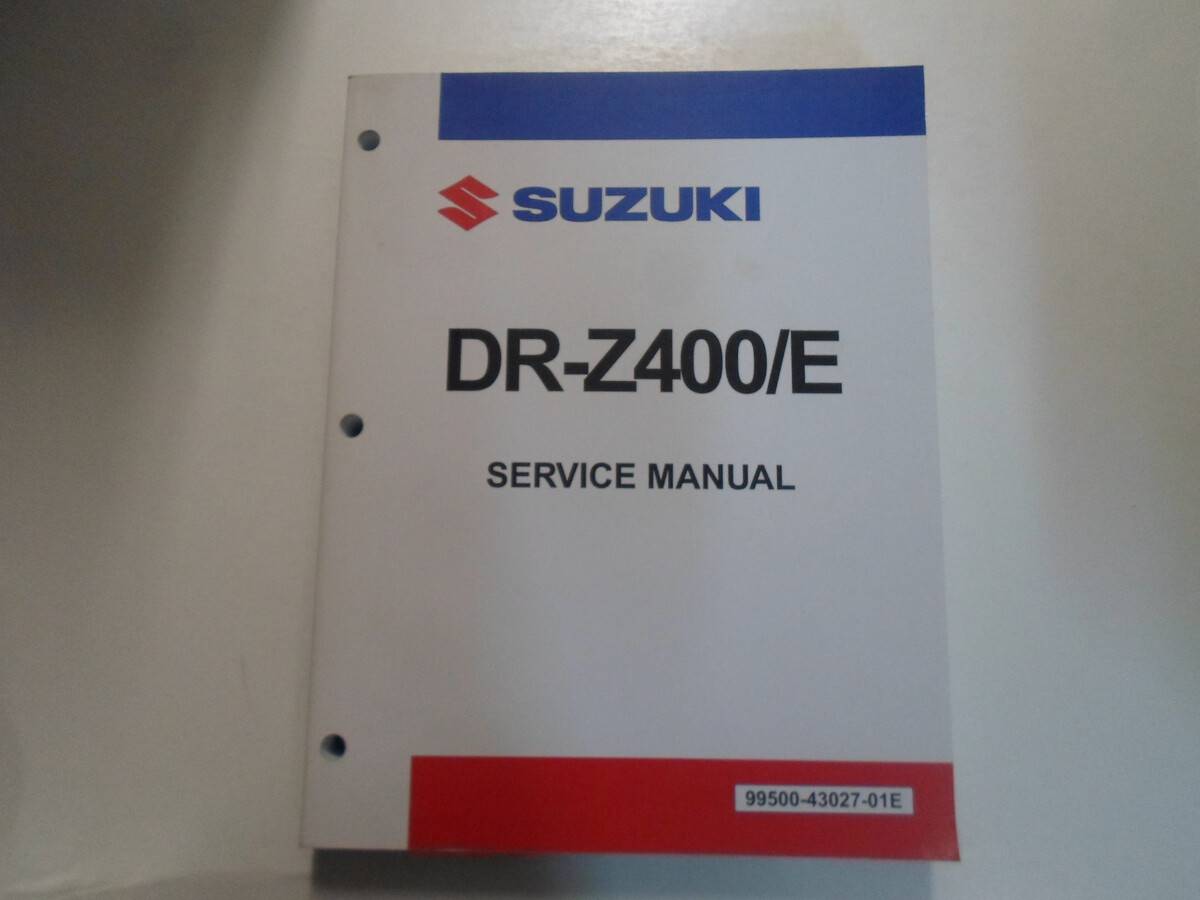 SUZUKI
DR-Z400/E
SERVICE MANUAL
99500-43027-01E